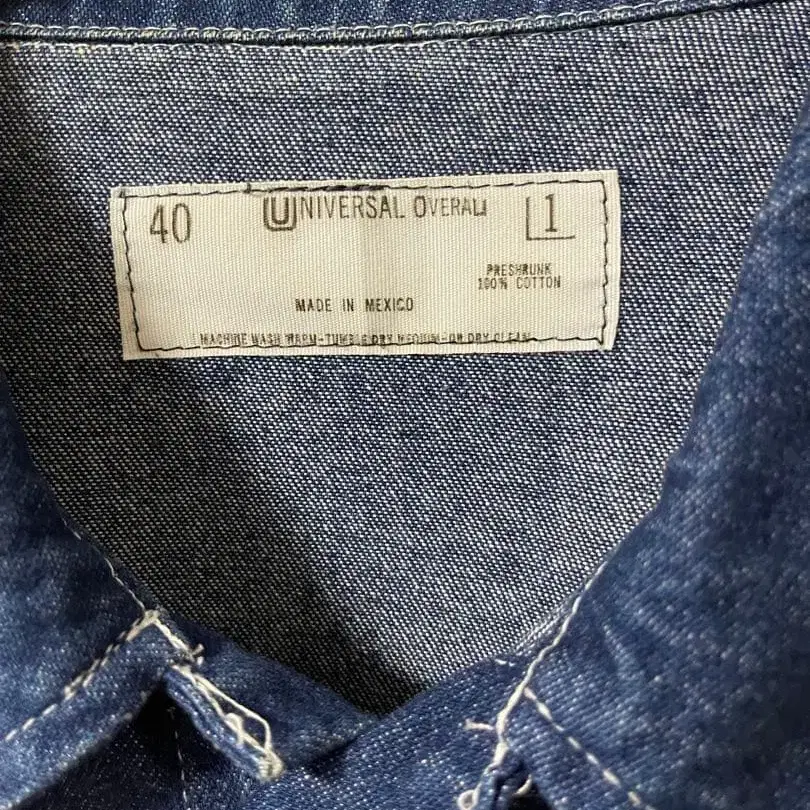 40 UNIVERSAL OVERALL 1
PRESHRUNK
100% COTTON
MADE IN MEXICO
MACHINE WASH WARM-TUMBLE DRY MEDIUM-OR DRY CLEAN